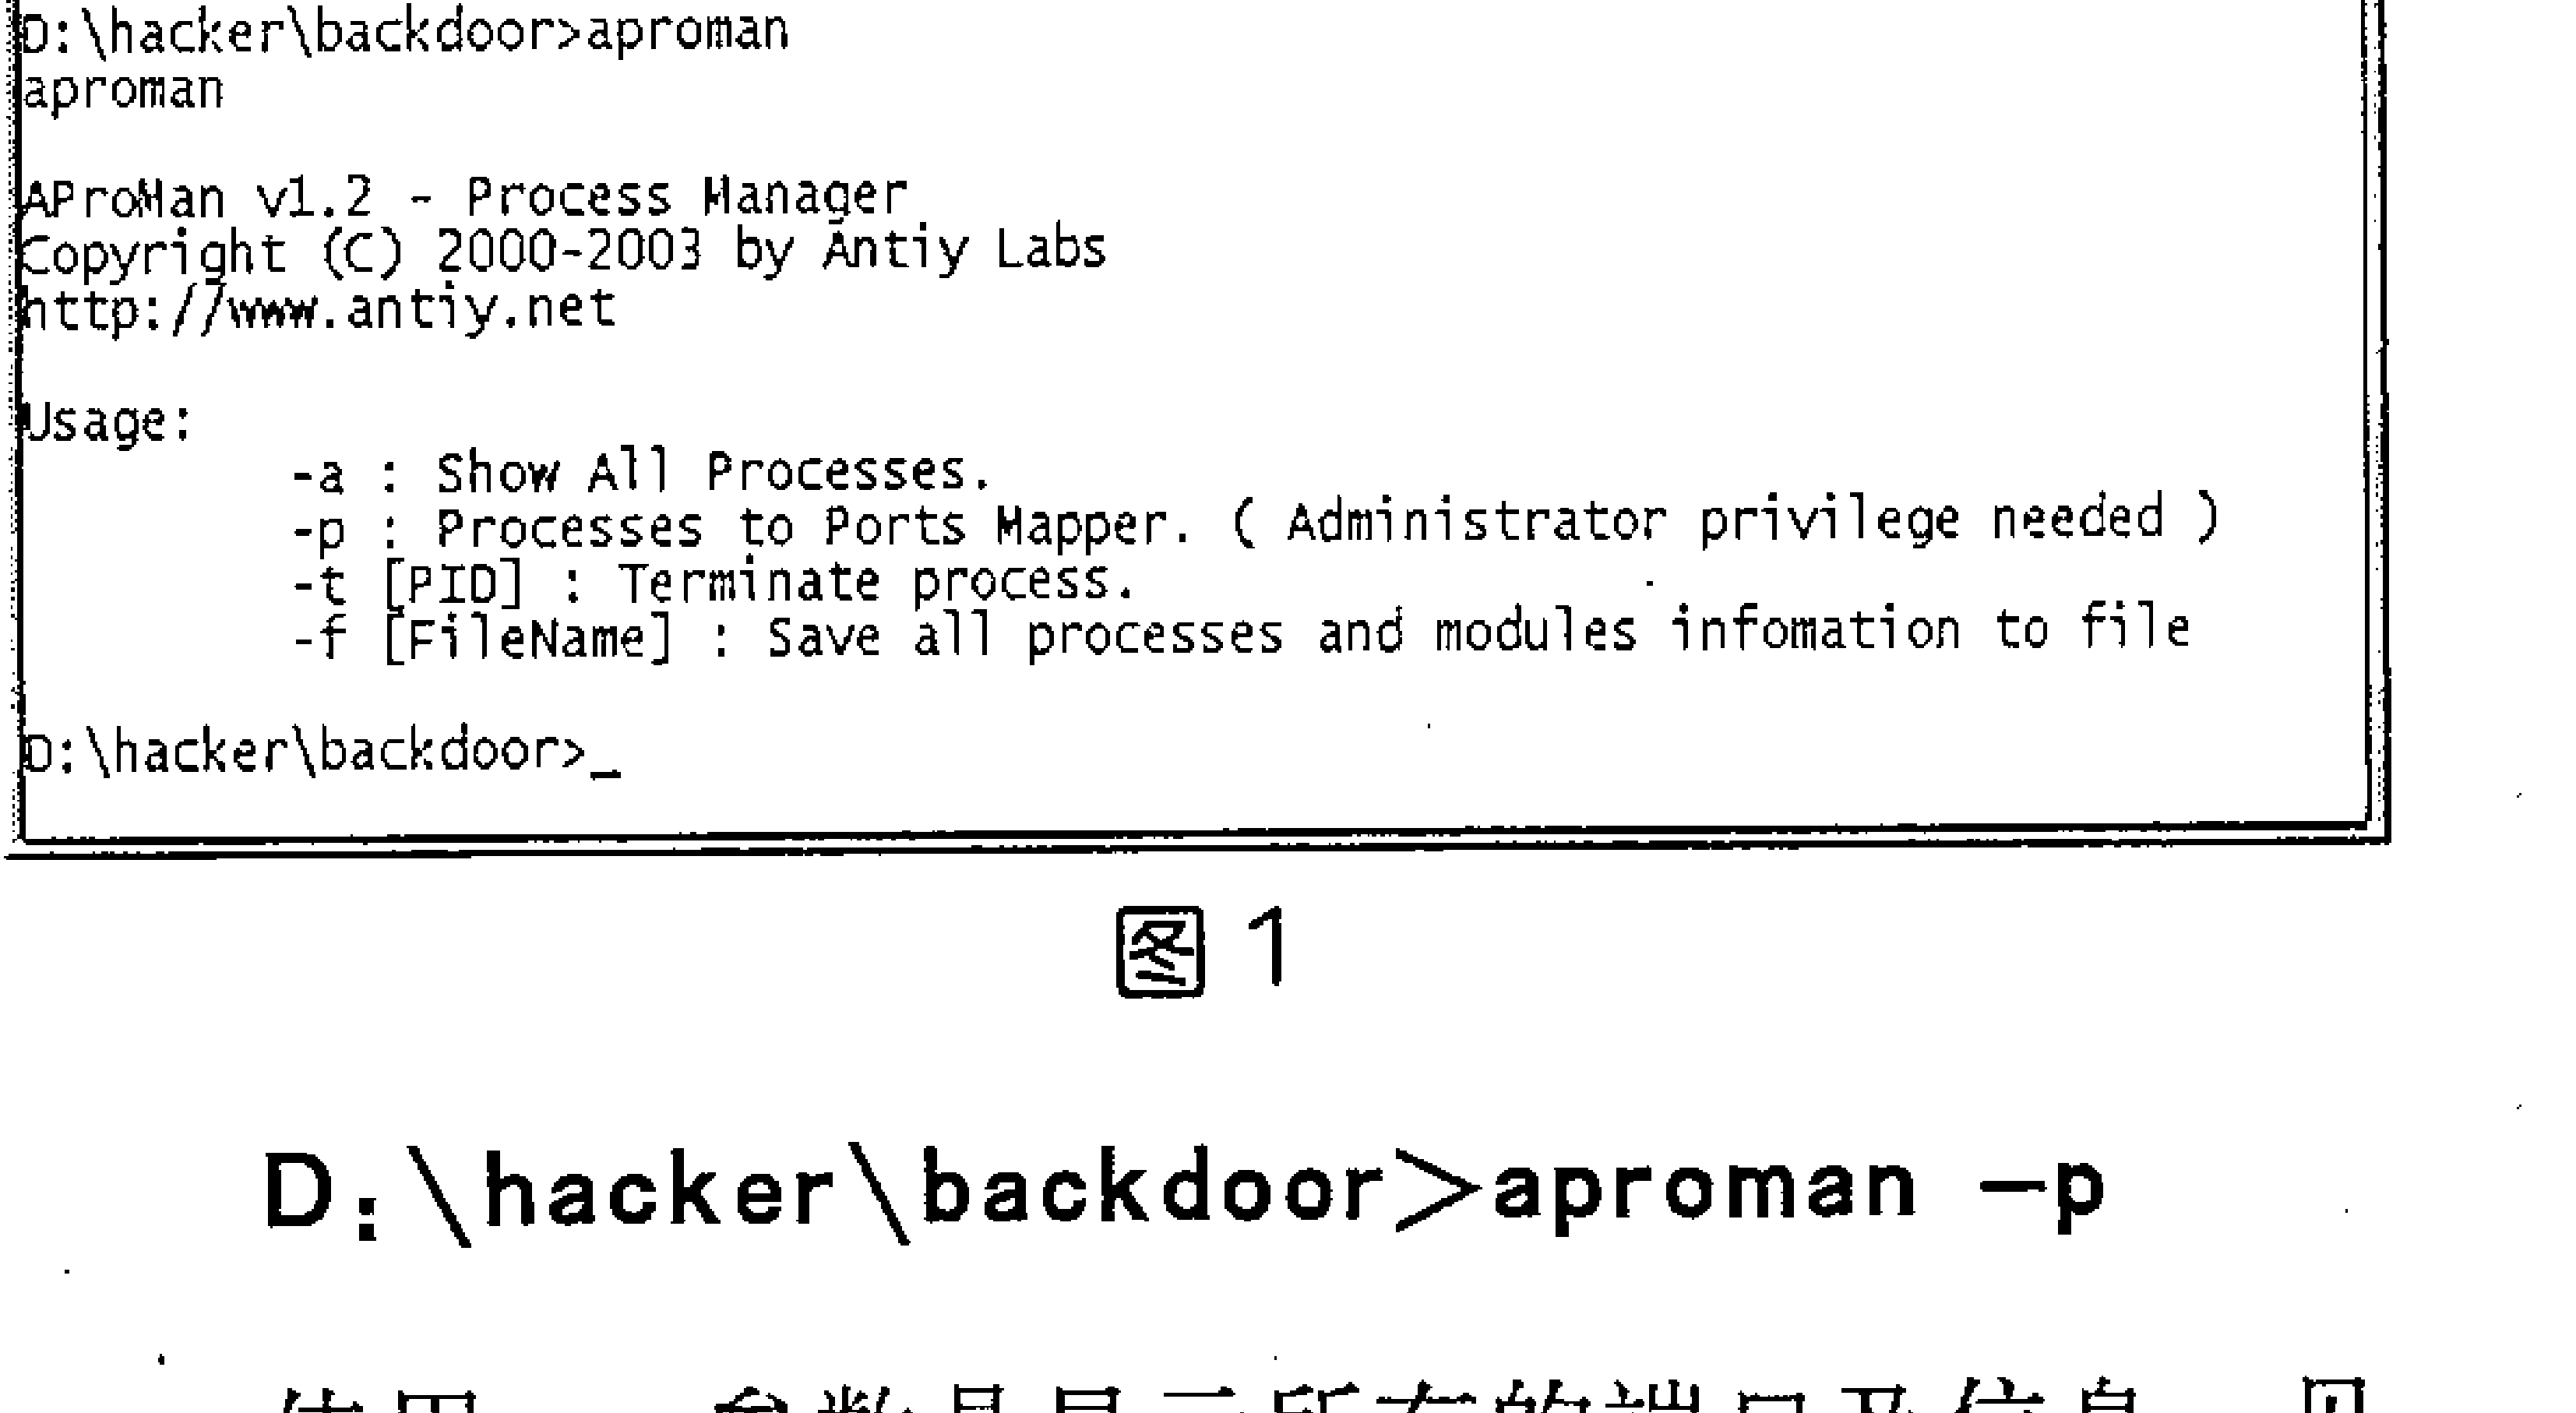 D:\hacker\backdoor>aproman
aproman
AProMan v1.2 - Process Manager
Copyright (C) 2000-2003 by Antiy Labs
http://www.antiy.net
Usage:
-a : Show All Processes.
-p : Processes to Ports Mapper. ( Administrator privilege needed )
-t [PID] : Terminate process.
-f [FileName] : Save all processes and modules infomation to file
D:\hacker\backdoor>_
图 1
D:\hacker\backdoor>aproman -p